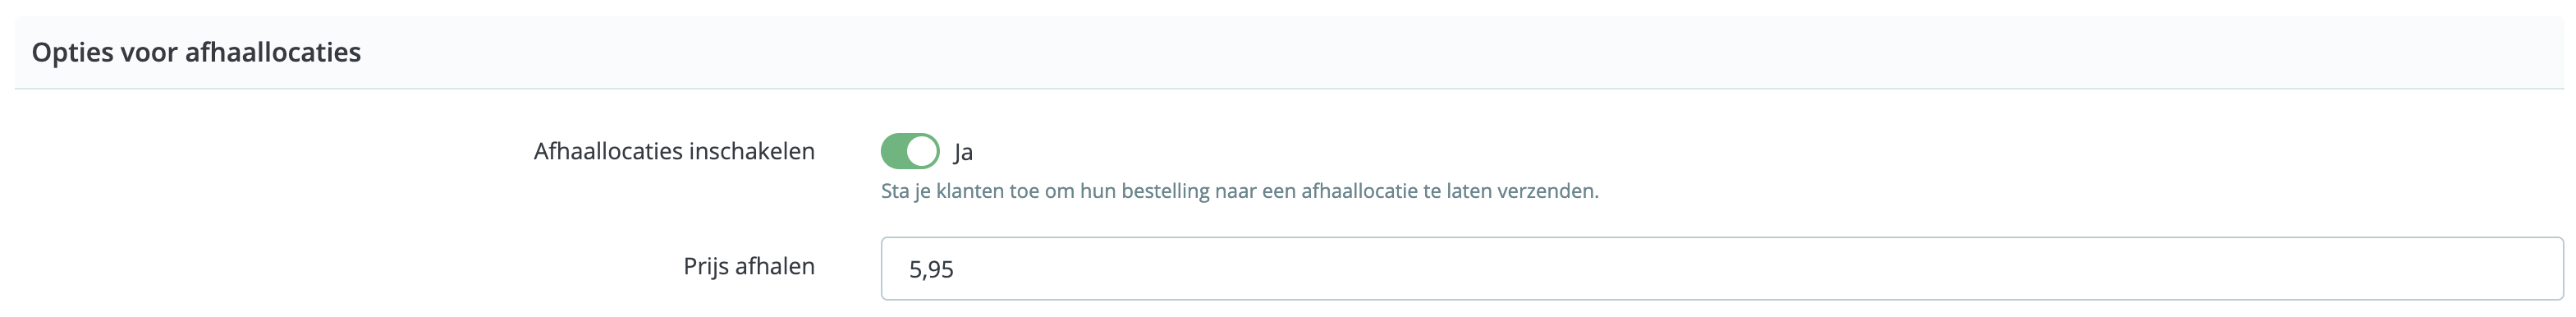 Opties voor afhaallocaties
Afhaallocaties inschakelen
Ja
Sta je klanten toe om hun bestelling naar een afhaallocatie te laten verzenden.
Prijs afhalen
5,95